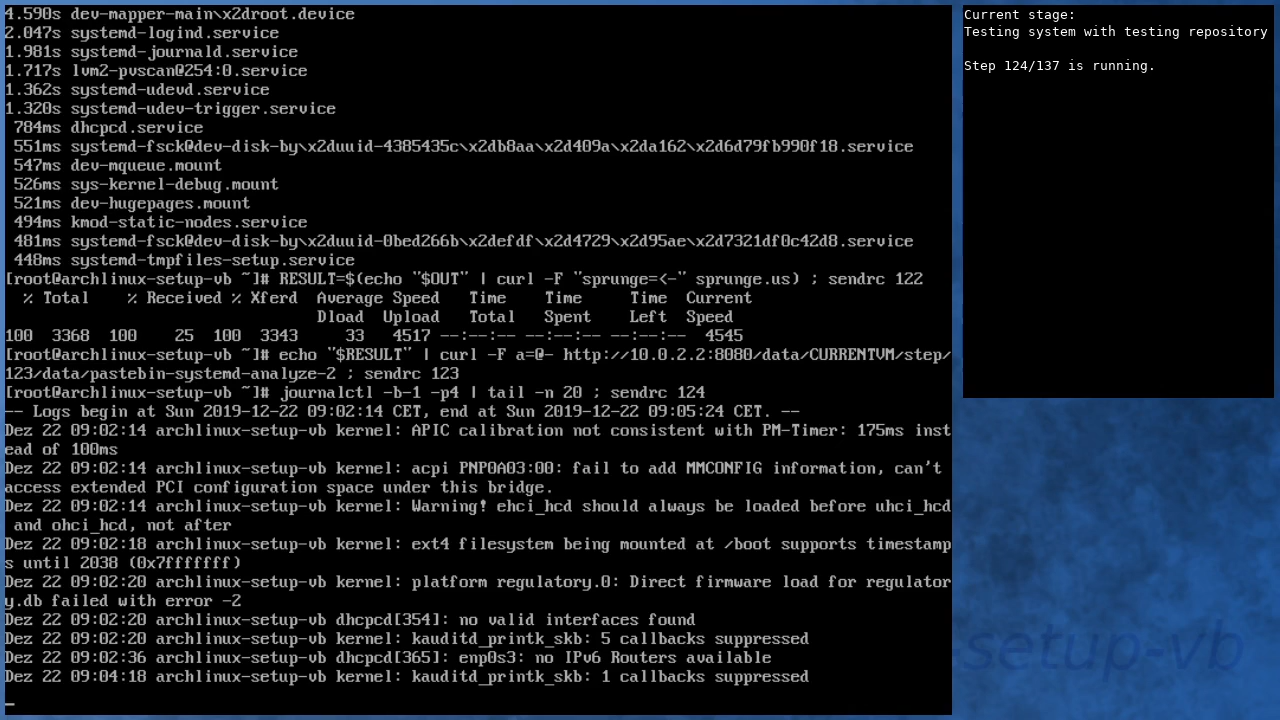 4.590s dev-mapper-main\x2droot.device
2.047s systemd-logind.service
1.981s systemd-journald.service
1.717s lvm2-pvscan@254:0.service
1.362s systemd-udevd.service
1.320s systemd-udev-trigger.service
784ms dhcpcd.service
551ms systemd-fsck@dev-disk-by\x2duuid-4385435c\x2db8aa\x2d409a\x2da162\x2d6d79fb990f18.service
547ms dev-mqueue.mount
526ms sys-kernel-debug.mount
521ms dev-hugepages.mount
494ms kmod-static-nodes.service
481ms systemd-fsck@dev-disk-by\x2duuid-0bed266b\x2defdf\x2d4729\x2d95ae\x2d7321df0c42d8.service
448ms systemd-tmpfiles-setup.service
[root@archlinux-setup-vb ~]# RESULT=$(echo "$OUT" | curl -F "sprunge=<-" sprunge.us) ; sendrc 122
% Total    % Received % Xferd  Average Speed   Time    Time     Time  Current
Dload  Upload   Total   Spent    Left  Speed
100  3368  100    25  100  3343     33   4517 --:--:-- --:--:-- --:--:--  4545
[root@archlinux-setup-vb ~]# echo "$RESULT" | curl -F a=@- http://10.0.2.2:8080/data/CURRENTVM/step/
123/data/pastebin-systemd-analyze-2 ; sendrc 123
[root@archlinux-setup-vb ~]# journalctl -b-1 -p4 | tail -n 20 ; sendrc 124
-- Logs begin at Sun 2019-12-22 09:02:14 CET, end at Sun 2019-12-22 09:05:24 CET. --
Dez 22 09:02:14 archlinux-setup-vb kernel: APIC calibration not consistent with PM-Timer: 175ms inst
ead of 100ms
Dez 22 09:02:14 archlinux-setup-vb kernel: acpi PNP0A03:00: fail to add MMCONFIG information, can't
access extended PCI configuration space under this bridge.
Dez 22 09:02:14 archlinux-setup-vb kernel: Warning! ehci_hcd should always be loaded before uhci_hcd
and ohci_hcd, not after
Dez 22 09:02:18 archlinux-setup-vb kernel: ext4 filesystem being mounted at /boot supports timestamp
s until 2038 (0x7fffffff)
Dez 22 09:02:20 archlinux-setup-vb kernel: platform regulatory.0: Direct firmware load for regulator
y.db failed with error -2
Dez 22 09:02:20 archlinux-setup-vb dhcpcd[354]: no valid interfaces found
Dez 22 09:02:20 archlinux-setup-vb kernel: kauditd_printk_skb: 5 callbacks suppressed
Dez 22 09:02:36 archlinux-setup-vb dhcpcd[365]: enp0s3: no IPv6 Routers available
Dez 22 09:04:18 archlinux-setup-vb kernel: kauditd_printk_skb: 1 callbacks suppressed
Current stage:
Testing system with testing repository
Step 124/137 is running.
-setup-vb